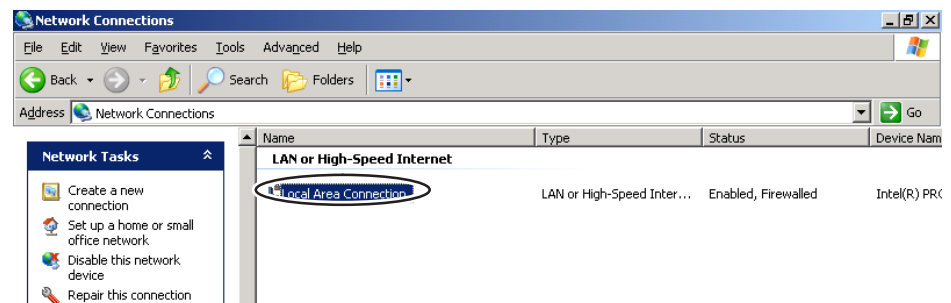 Network Connections
File Edit View Favorites Tools Advanced Help
Back Search Folders
Address Network Connections Go
Name Type Status Device Nam
Network Tasks
LAN or High-Speed Internet
Local Area Connection LAN or High-Speed Inter... Enabled, Firewalled Intel(R) PRO
Create a new
connection
Set up a home or small
office network
Disable this network
device
Repair this connection